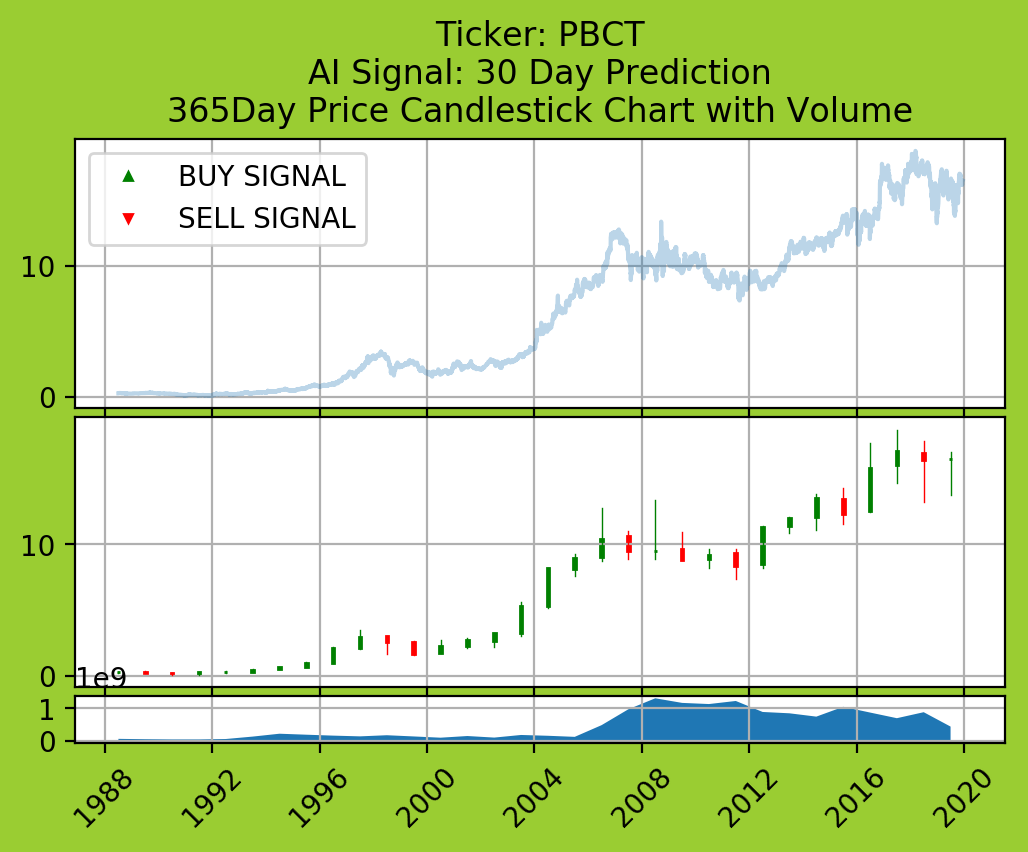 Ticker: PBCT
AI Signal: 30 Day Prediction
365Day Price Candlestick Chart with Volume
BUY SIGNAL
SELL SIGNAL
10
0
10
0
1e9
1
0
1988 1992 1996 2000 2004 2008 2012 2016 2020